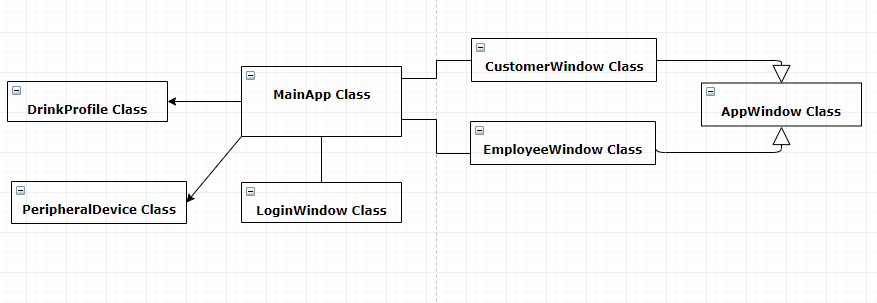 CustomerWindow Class
MainApp Class
DrinkProfile Class
AppWindow Class
EmployeeWindow Class
PeripheralDevice Class
LoginWindow Class